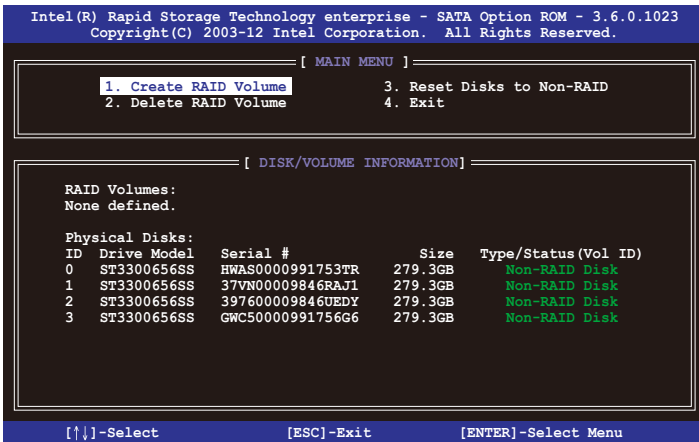 Intel(R) Rapid Storage Technology enterprise - SATA Option ROM - 3.6.0.1023
Copyright(C) 2003-12 Intel Corporation. All Rights Reserved.
[ MAIN MENU ]
1. Create RAID Volume 3. Reset Disks to Non-RAID
2. Delete RAID Volume 4. Exit
[ DISK/VOLUME INFORMATION]
RAID Volumes:
None defined.
Physical Disks:
ID Drive Model Serial # Size Type/Status(Vol ID)
0 ST3300656SS HWAS0000991753TR 279.3GB Non-RAID Disk
1 ST3300656SS 37VN00009846RAJ1 279.3GB Non-RAID Disk
2 ST3300656SS 397600009846UEDY 279.3GB Non-RAID Disk
3 ST3300656SS GWC50000991756G6 279.3GB Non-RAID Disk
[↑↓]-Select [ESC]-Exit [ENTER]-Select Menu